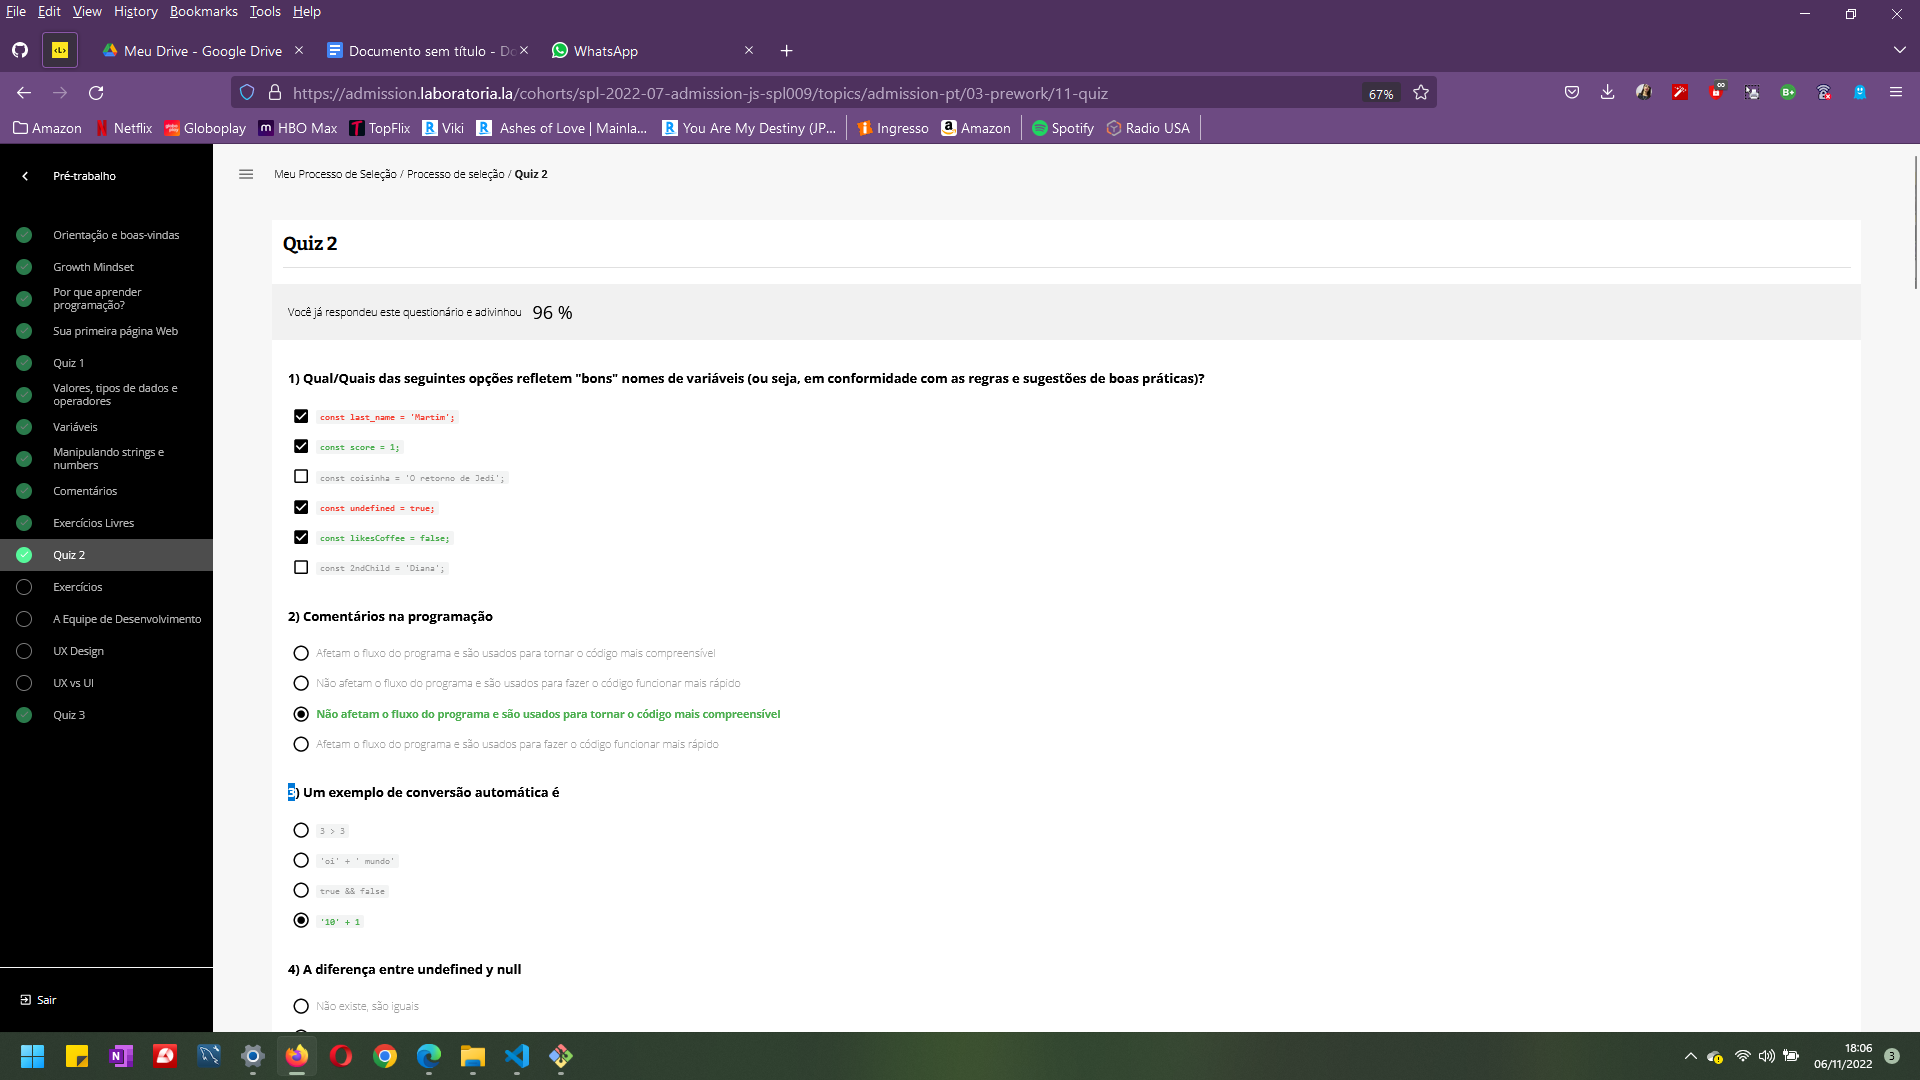 File Edit View History Bookmarks Tools Help
Meu Drive - Google Drive
Documento sem título - Do
WhatsApp
https://admission.laboratoria.la/cohorts/spl-2022-07-admission-js-spl009/topics/admission-pt/03-prework/11-quiz
67%
Amazon Netflix Globoplay HBO Max TopFlix Viki Ashes of Love | Mainla... You Are My Destiny (JP... Ingresso Amazon Spotify Radio USA
Pré-trabalho
Orientação e boas-vindas
Growth Mindset
Por que aprender
programação?
Sua primeira página Web
Quiz 1
Valores, tipos de dados e
operadores
Variáveis
Manipulando strings e
numbers
Comentários
Exercícios Livres
Quiz 2
Exercícios
A Equipe de Desenvolvimento
UX Design
UX vs UI
Quiz 3
Sair
Meu Processo de Seleção / Processo de seleção / Quiz 2
Quiz 2
Você já respondeu este questionário e adivinhou 96 %
1) Qual/Quais das seguintes opções refletem "bons" nomes de variáveis (ou seja, em conformidade com as regras e sugestões de boas práticas)?
const last_name = 'Martim';
const score = 1;
const coisinha = 'O retorno de Jedi';
const undefined = true;
const likesCoffee = false;
const 2ndChild = 'Diana';
2) Comentários na programação
Afetam o fluxo do programa e são usados para tornar o código mais compreensível
Não afetam o fluxo do programa e são usados para fazer o código funcionar mais rápido
Não afetam o fluxo do programa e são usados para tornar o código mais compreensível
Afetam o fluxo do programa e são usados para fazer o código funcionar mais rápido
3) Um exemplo de conversão automática é
3 > 3
'oi' + ' mundo'
true && false
'10' + 1
4) A diferença entre undefined y null
Não existe, são iguais
18:06
06/11/2022
3